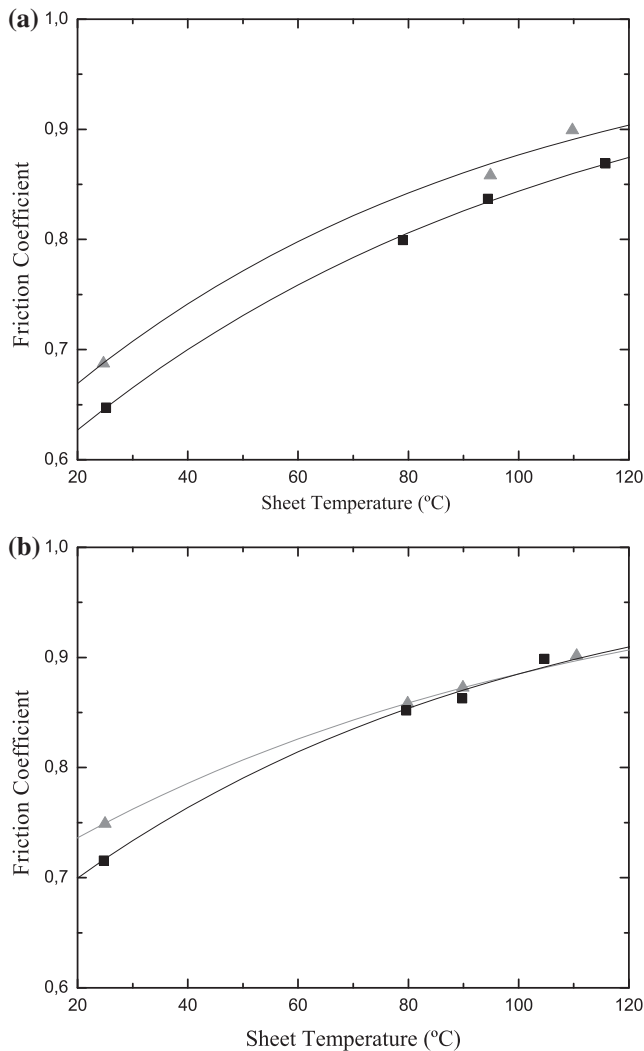 (a)
1,0
0,9
0,8
0,7
0,6
Friction Coefficient
20 40 60 80 100 120
Sheet Temperature (ºC)
(b)
1,0
0,9
0,8
0,7
0,6
Friction Coefficient
20 40 60 80 100 120
Sheet Temperature (ºC)